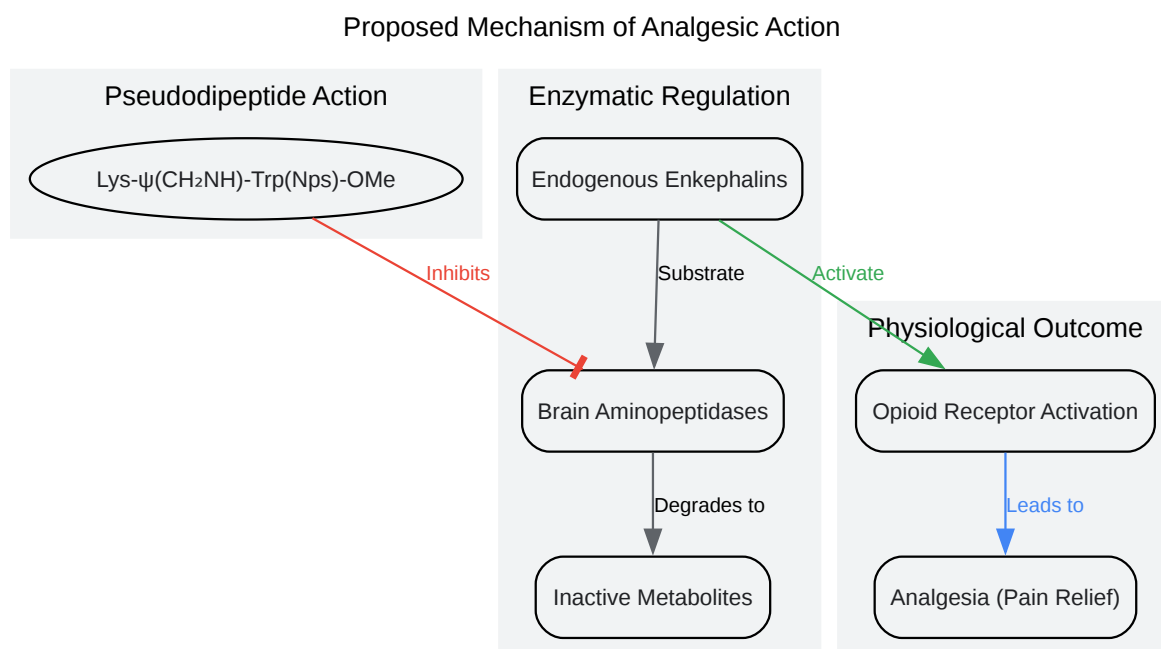 Proposed Mechanism of Analgesic Action
Pseudodipeptide Action
Enzymatic Regulation
Lys-ψ(CH₂NH)-Trp(Nps)-OMe
Endogenous Enkephalins
Inhibits
Substrate
Activate
Physiological Outcome
Brain Aminopeptidases
Opioid Receptor Activation
Degrades to
Leads to
Inactive Metabolites
Analgesia (Pain Relief)